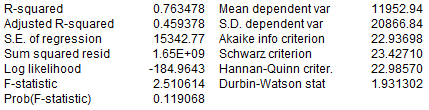 R-squared 0.763478 Mean dependent var 11952.94
Adjusted R-squared 0.459378 S.D. dependent var 20866.84
S.E. of regression 15342.77 Akaike info criterion 22.93698
Sum squared resid 1.65E+09 Schwarz criterion 23.42710
Log likelihood -184.9643 Hannan-Quinn criter. 22.98570
F-statistic 2.510614 Durbin-Watson stat 1.931302
Prob(F-statistic) 0.119068